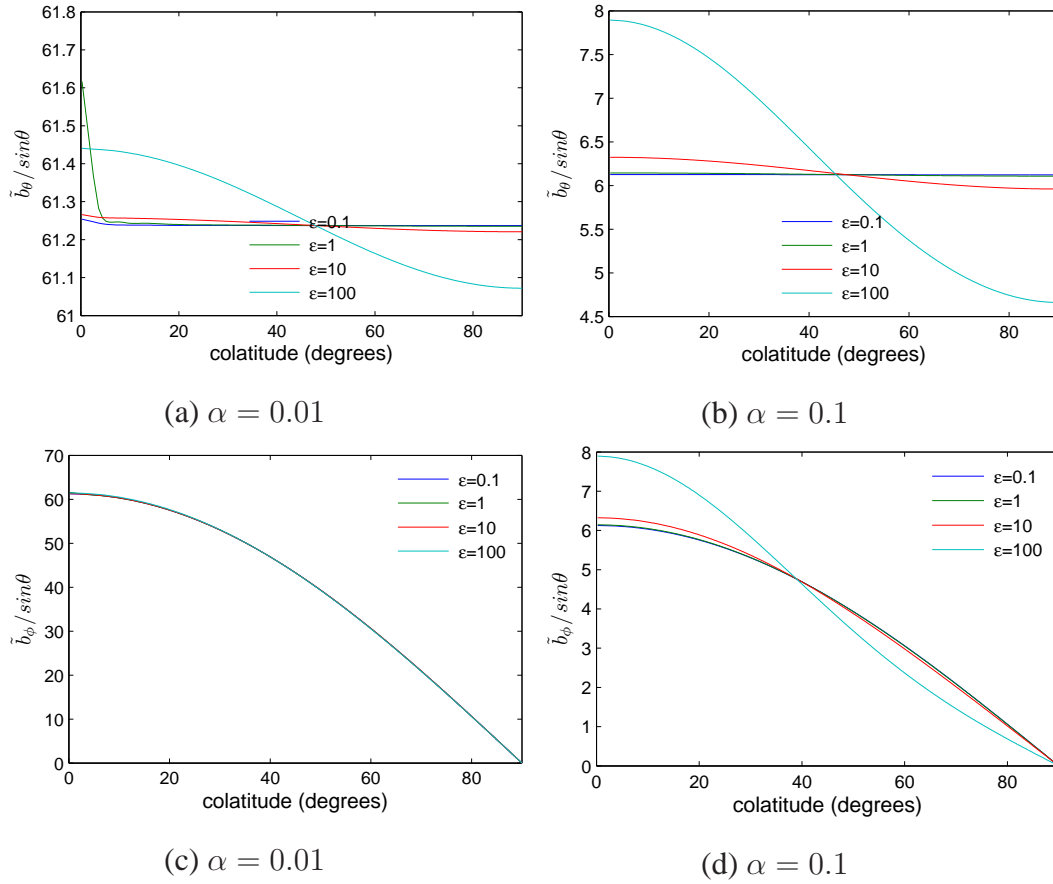 61.8
61.7
61.6
61.5
61.4
61.3
61.2
61.1
61
0 20 40 60 80
b̃θ/sinθ
colatitude (degrees)
ε=0.1
ε=1
ε=10
ε=100
(a) α = 0.01
8
7.5
7
6.5
6
5.5
5
4.5
0 20 40 60 80
b̃θ/sinθ
colatitude (degrees)
ε=0.1
ε=1
ε=10
ε=100
(b) α = 0.1
70
60
50
40
30
20
10
0
0 20 40 60 80
b̃ϕ/sinθ
colatitude (degrees)
ε=0.1
ε=1
ε=10
ε=100
(c) α = 0.01
8
7
6
5
4
3
2
1
0
0 20 40 60 80
b̃ϕ/sinθ
colatitude (degrees)
ε=0.1
ε=1
ε=10
ε=100
(d) α = 0.1